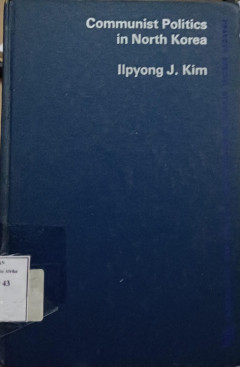 Communist Politics
in North Korea
Ilpyong J. Kim
43